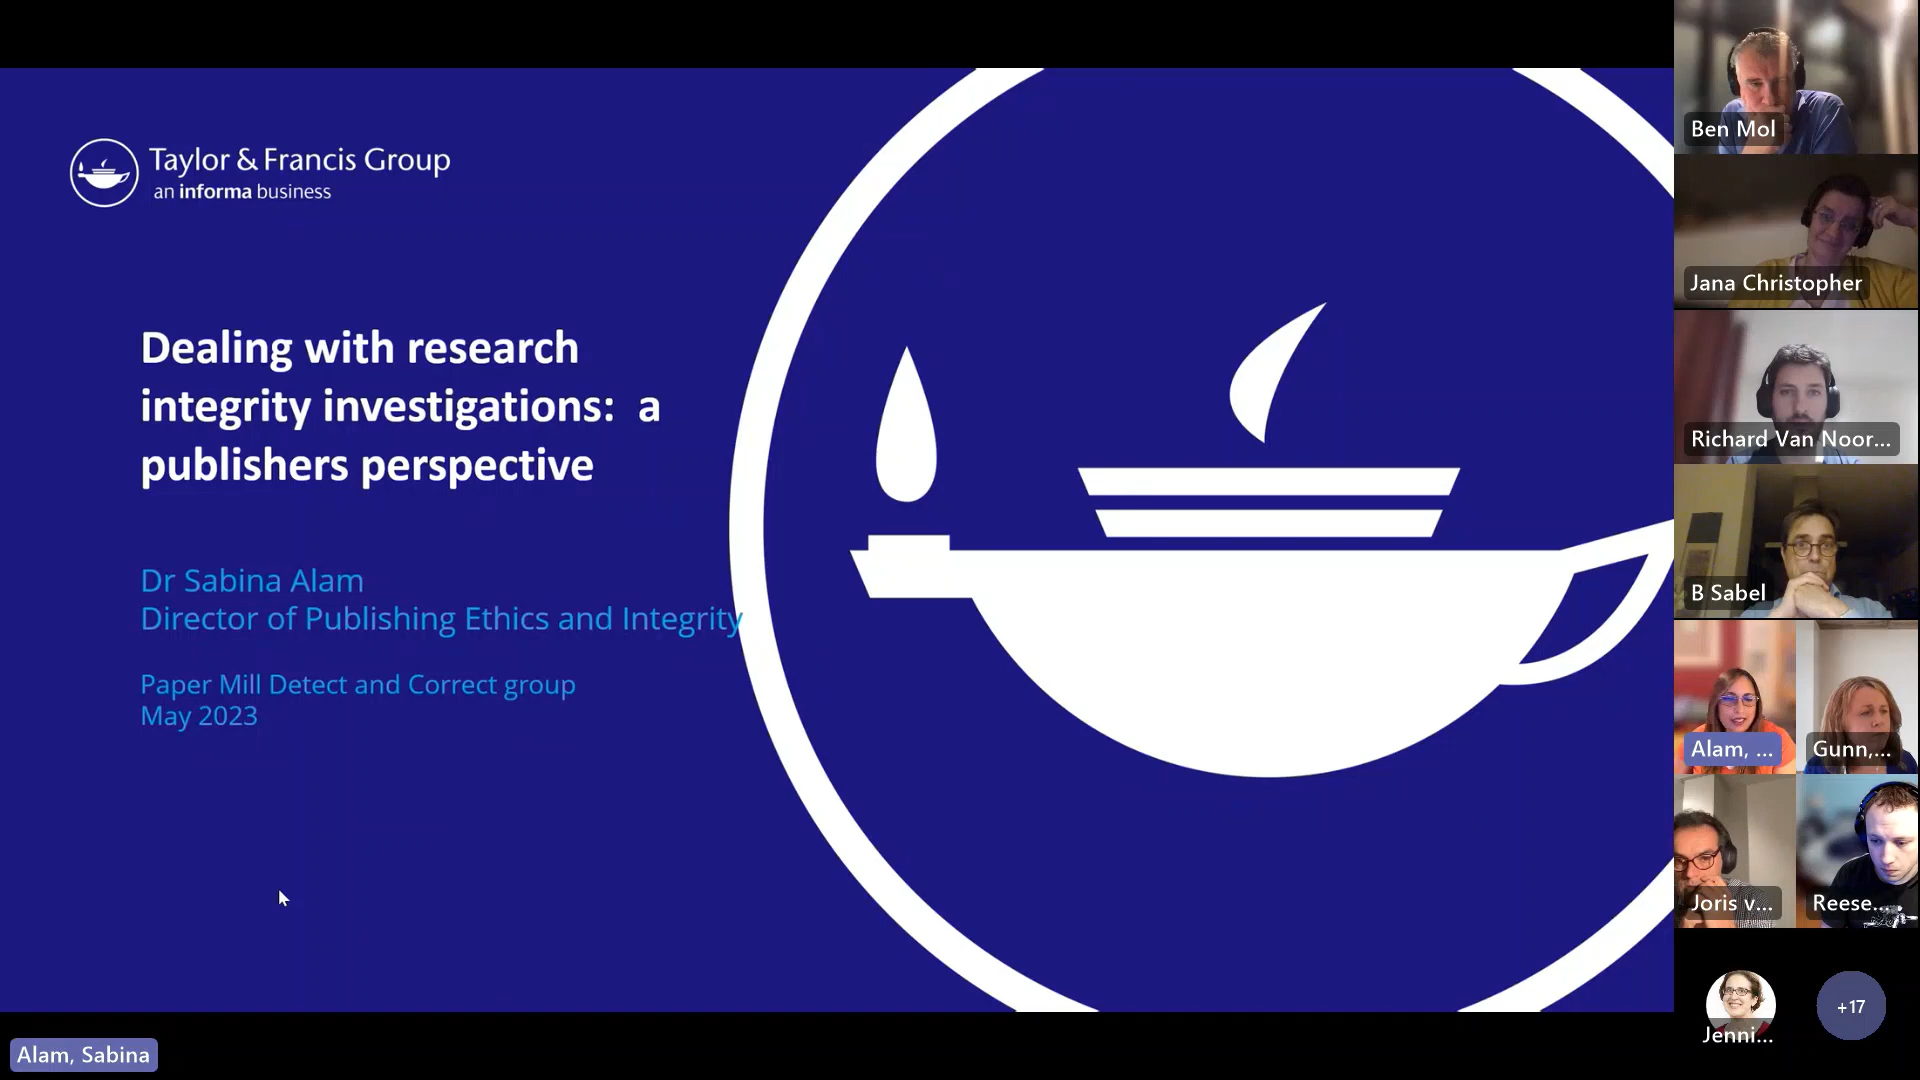 Taylor & Francis Group
an informa business
Dealing with research
integrity investigations:  a
publishers perspective
Dr Sabina Alam
Director of Publishing Ethics and Integrity
Paper Mill Detect and Correct group
May 2023
Alam, Sabina
Ben Mol
Jana Christopher
Richard Van Noor...
B Sabel
Alam, ...
Gunn,...
Joris v...
Reese...
Jenni...
+17